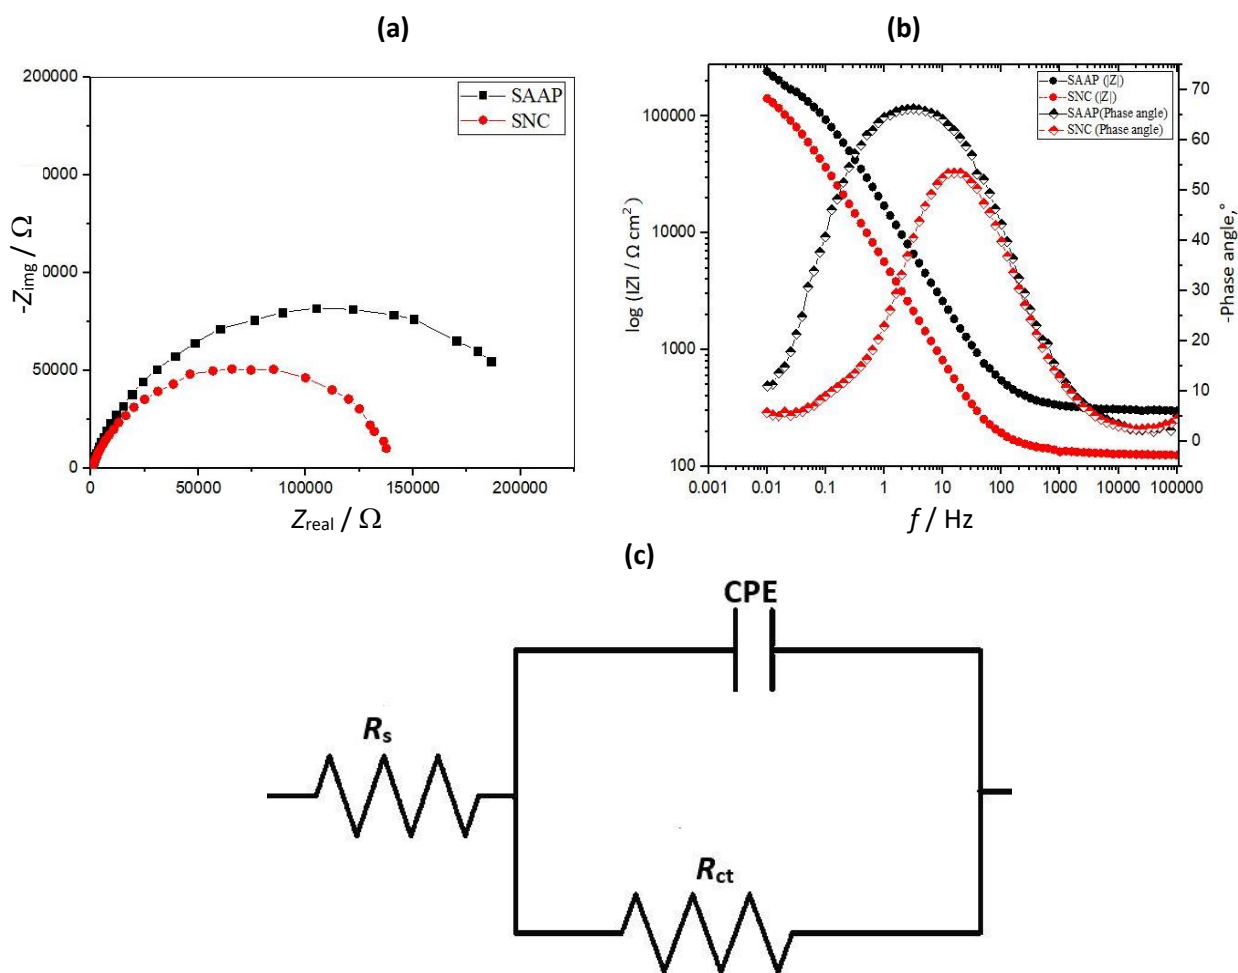 (a)
200000
SAAP
SNC
50000
0
-Zimg / Ω
0
50000
100000
150000
200000
Zreal / Ω
(b)
SAAP (|Z|)
SNC (|Z|)
SAAP(Phase angle)
SNC (Phase angle)
100000
10000
1000
100
log (IZI / Ω cm²)
70
60
50
40
30
20
10
0
-Phase angle,°
0.001
0.01
0.1
1
10
100
1000
10000
100000
f / Hz
(c)
CPE
Rs
Rct